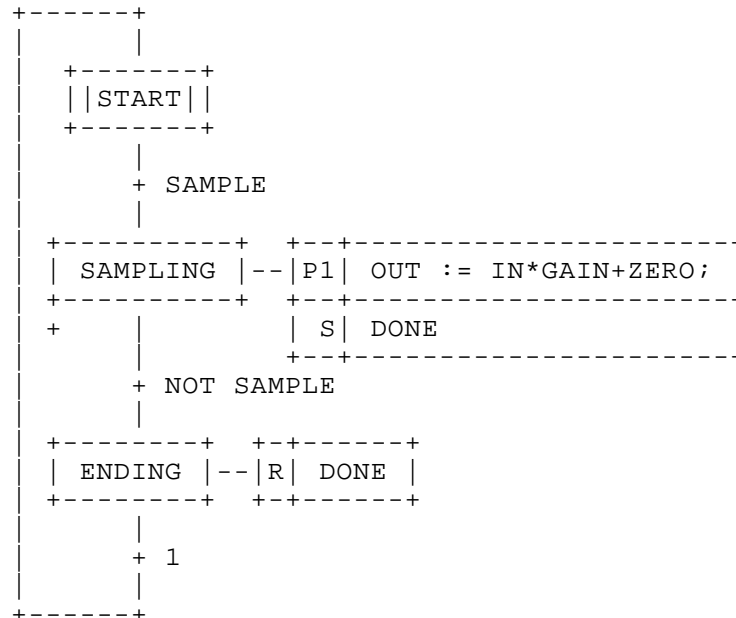 START
SAMPLE
SAMPLING P1 OUT := IN*GAIN+ZERO;
S DONE
NOT SAMPLE
ENDING R DONE
1